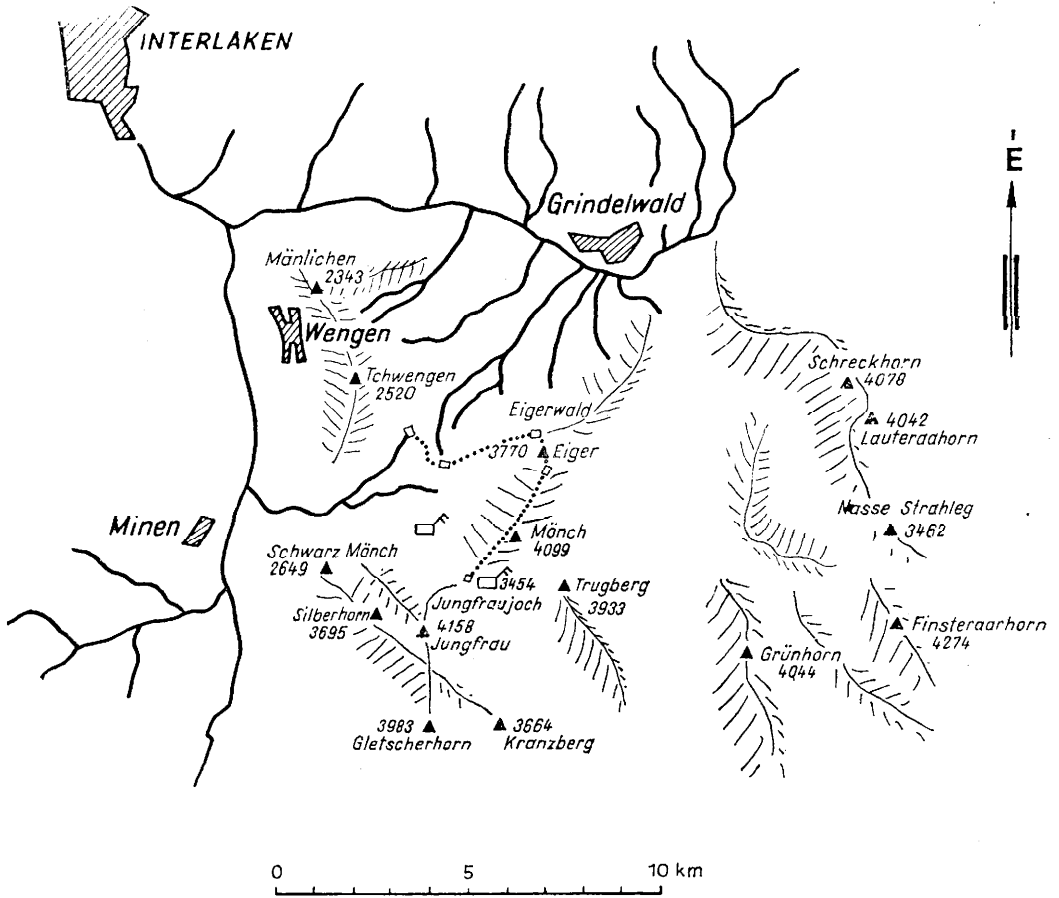 INTERLAKEN
E
Grindelwald
Mänlichen
2343
Wengen
Tchwengen
2520
Schreckhorn
4078
4042
Lauteraahorn
Eigerwald
3770 Eiger
Nasse Strahleg
3462
Minen
Mönch
4099
Schwarz Mönch
2649
3454
Jungfraujoch
Trugberg
3933
Silberhorn
3695
4158
Jungfrau
Finsteraarhorn
4274
Grünhorn
4044
3983
Gletscherhorn
3664
Kranzberg
0 5 10 km